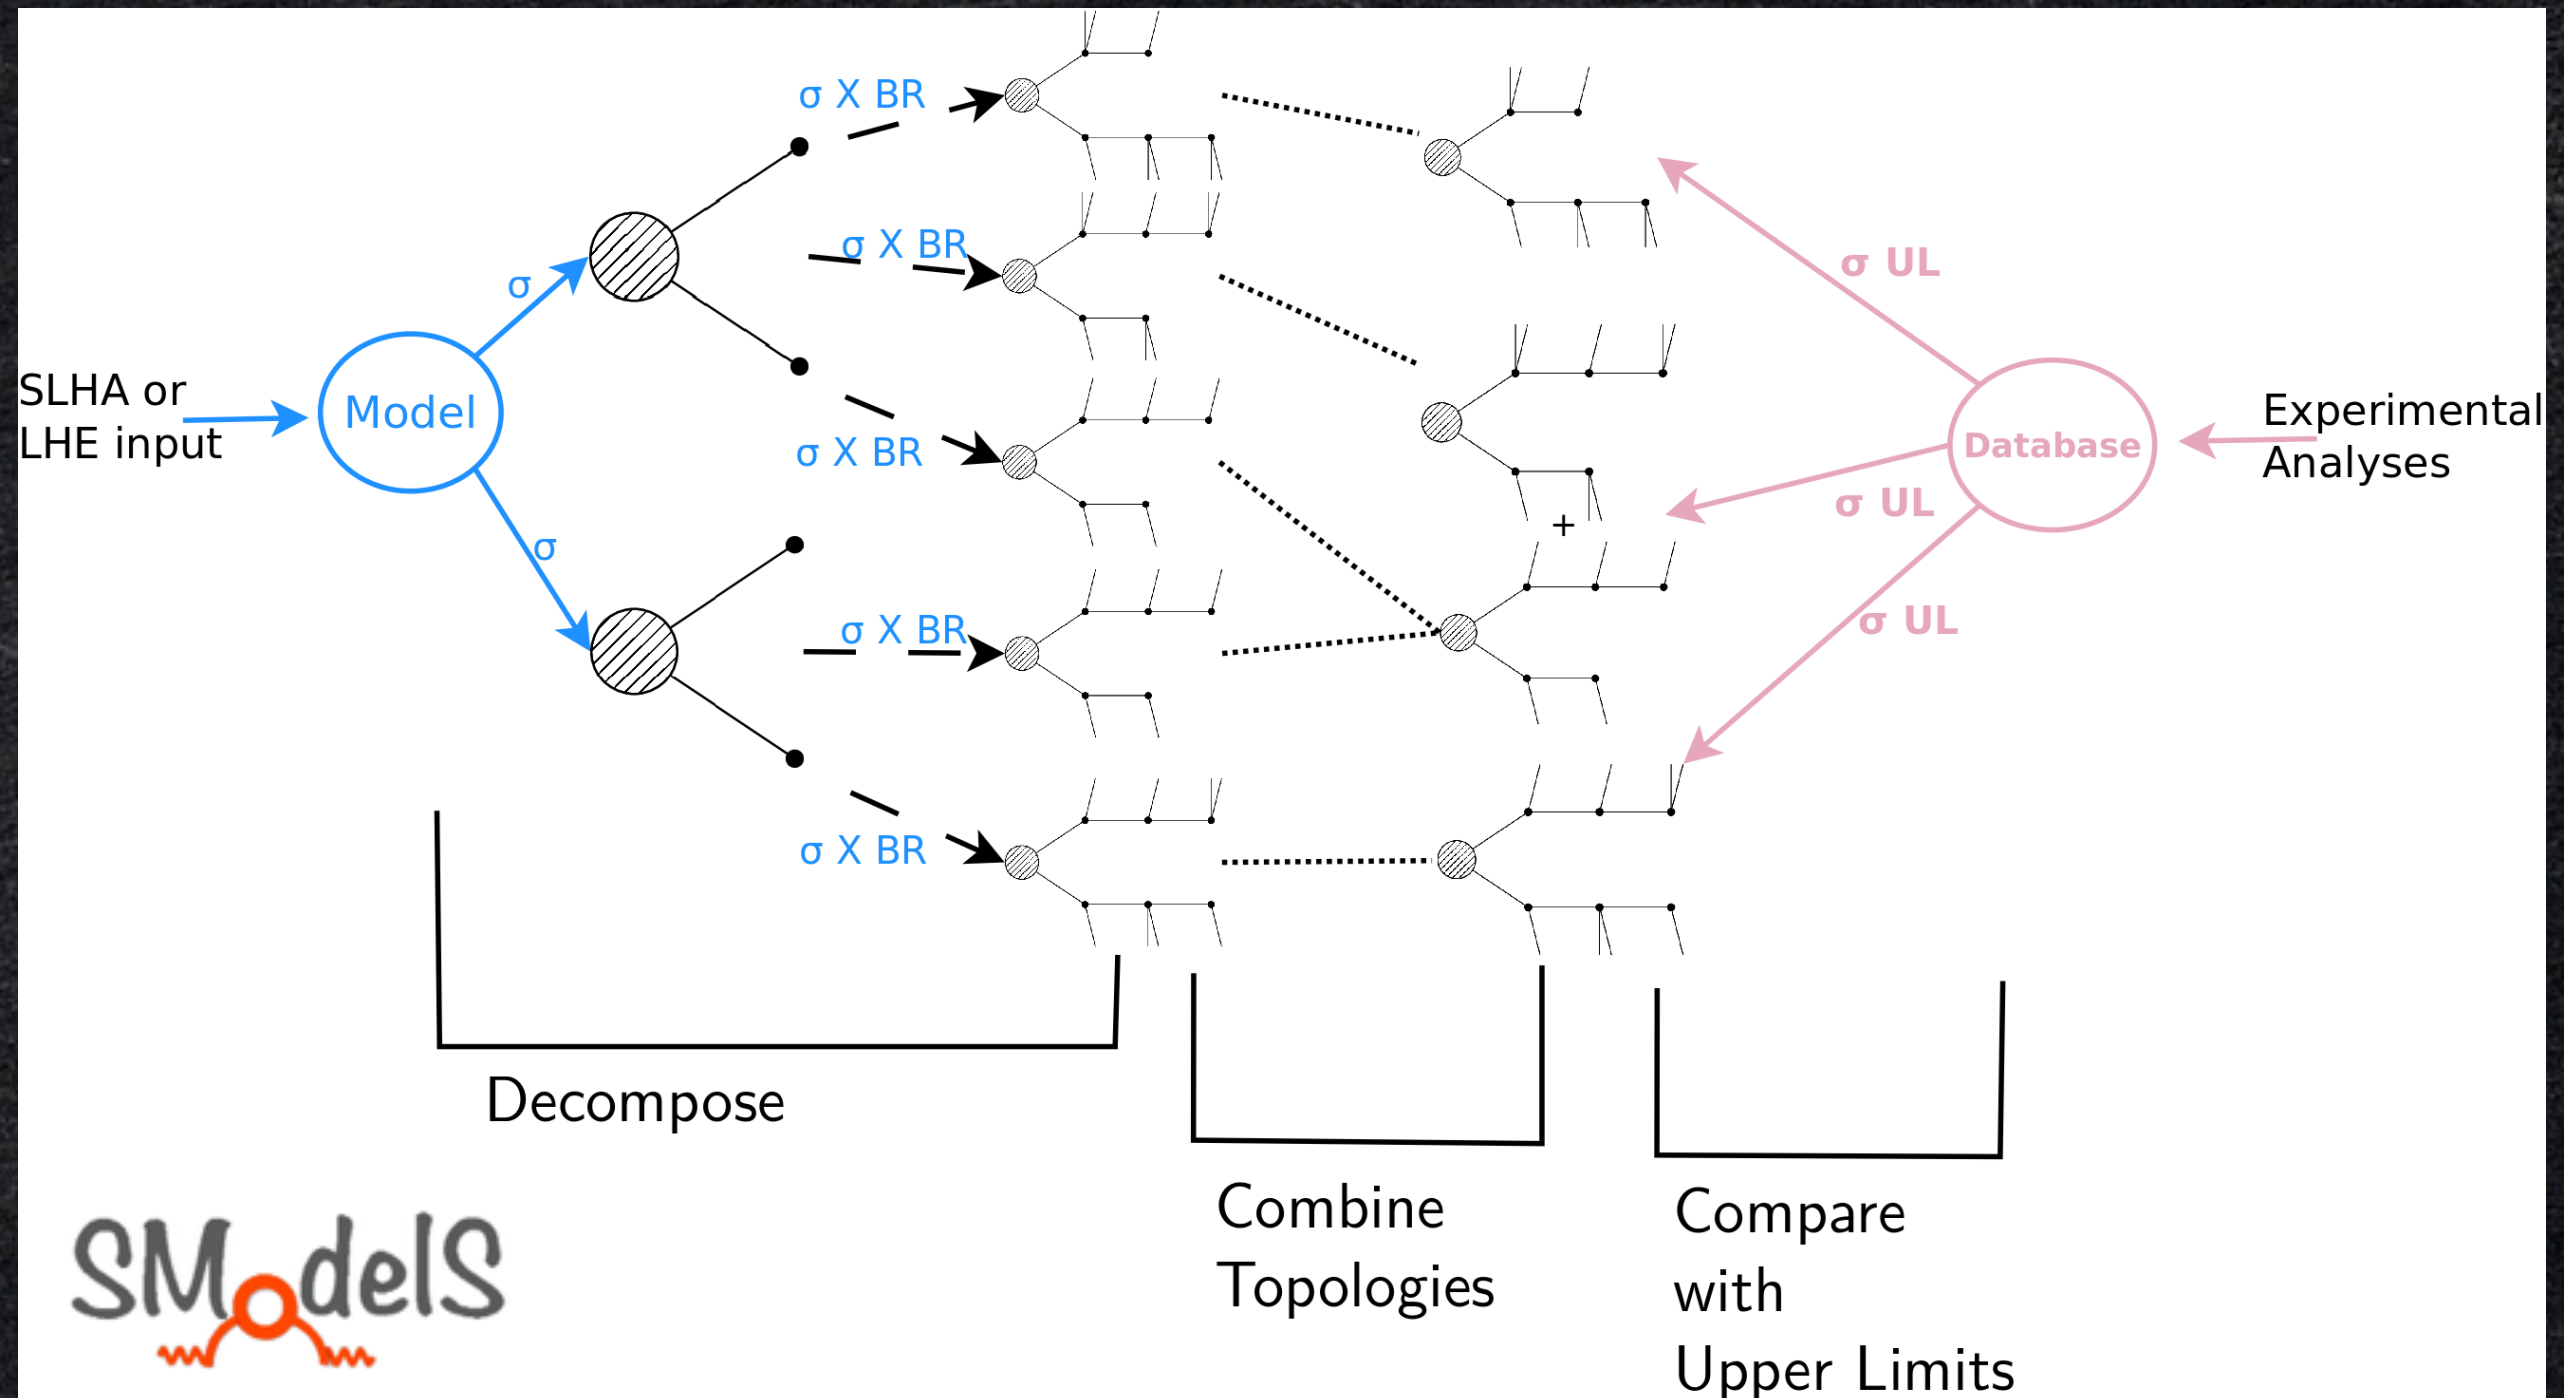 σ X BR
σ X BR
σ UL
σ
SLHA or
LHE input
Model
σ X BR
Database
Experimental
Analyses
σ UL
+
σ
σ X BR
σ UL
σ X BR
Decompose
Combine
Topologies
Compare
with
Upper Limits
SModelS